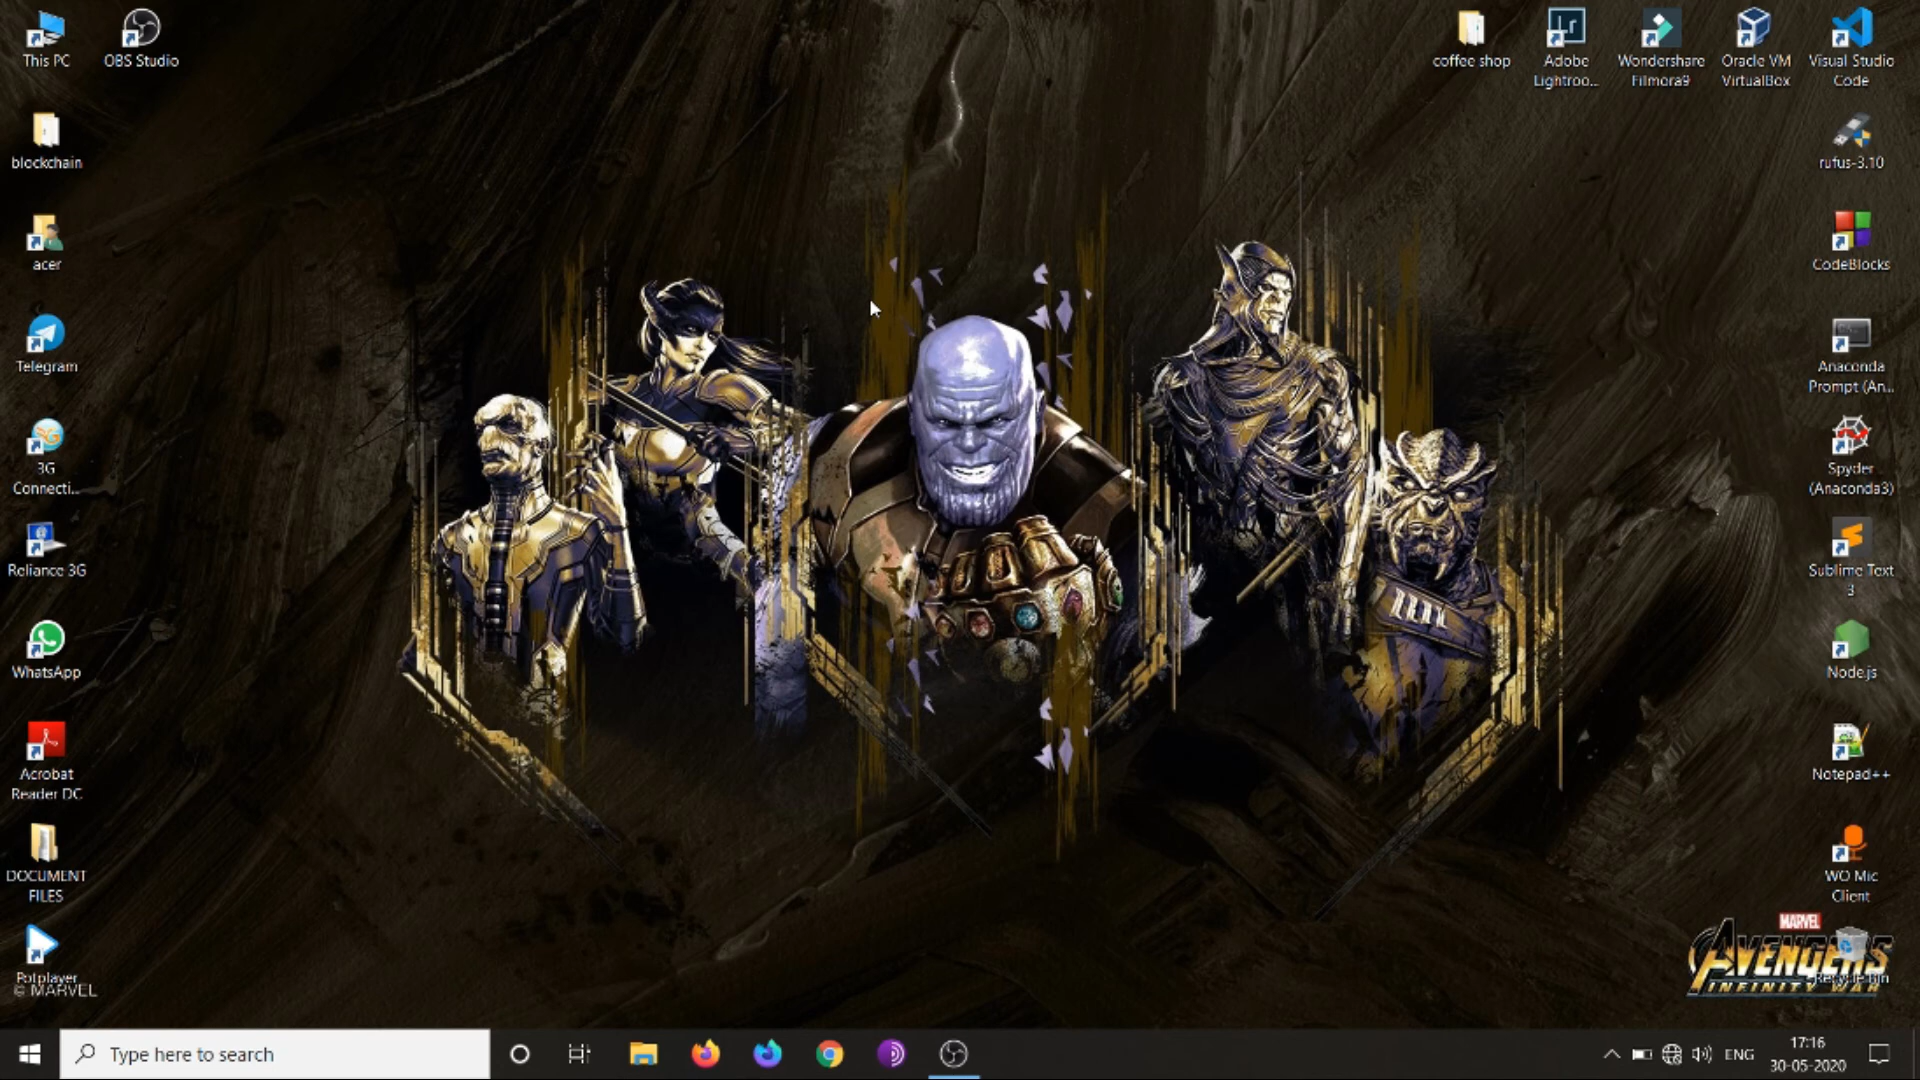 This PC
OBS Studio
coffee shop
Adobe
Lightroo...
Wondershare
Filmora9
Oracle VM
VirtualBox
Visual Studio
Code
blockchain
rufus-3.10
acer
CodeBlocks
Telegram
Anaconda
Prompt (An...
3G
Connecti...
Spyder
(Anaconda3)
Reliance 3G
Sublime Text
3
WhatsApp
Node.js
Acrobat
Reader DC
Notepad++
DOCUMENT
FILES
WO Mic
Client
Potplayer
© MARVEL
MARVEL
AVENGERS
Recycle Bin
INFINITY WAR
Type here to search
ENG
17:16
30-05-2020